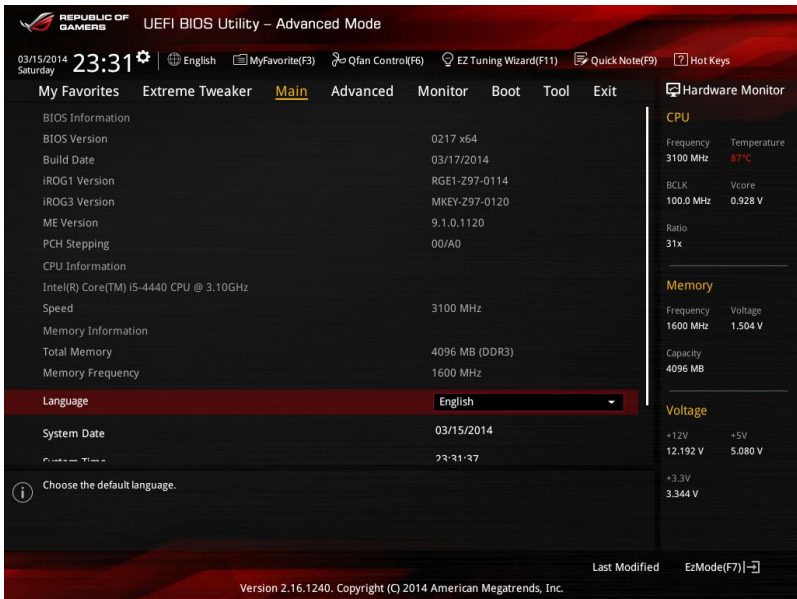 REPUBLIC OF
GAMERS
UEFI BIOS Utility – Advanced Mode
03/15/2014
Saturday
23:31
English
MyFavorite(F3)
Qfan Control(F6)
EZ Tuning Wizard(F11)
Quick Note(F9)
? Hot Keys
My Favorites Extreme Tweaker Main Advanced Monitor Boot Tool Exit
Hardware Monitor
BIOS Information
BIOS Version 0217 x64
Build Date 03/17/2014
iROG1 Version RGE1-Z97-0114
iROG3 Version MKEY-Z97-0120
ME Version 9.1.0.1120
PCH Stepping 00/A0
CPU Information
Intel(R) Core(TM) i5-4440 CPU @ 3.10GHz
Speed 3100 MHz
Memory Information
Total Memory 4096 MB (DDR3)
Memory Frequency 1600 MHz
Language English
System Date 03/15/2014
System Time 23:31:37
Choose the default language.
CPU
Frequency Temperature
3100 MHz 87°C
BCLK Vcore
100.0 MHz 0.928 V
Ratio
31x
Memory
Frequency Voltage
1600 MHz 1.504 V
Capacity
4096 MB
Voltage
+12V +5V
12.192 V 5.080 V
+3.3V
3.344 V
Last Modified
EzMode(F7)
Version 2.16.1240. Copyright (C) 2014 American Megatrends, Inc.